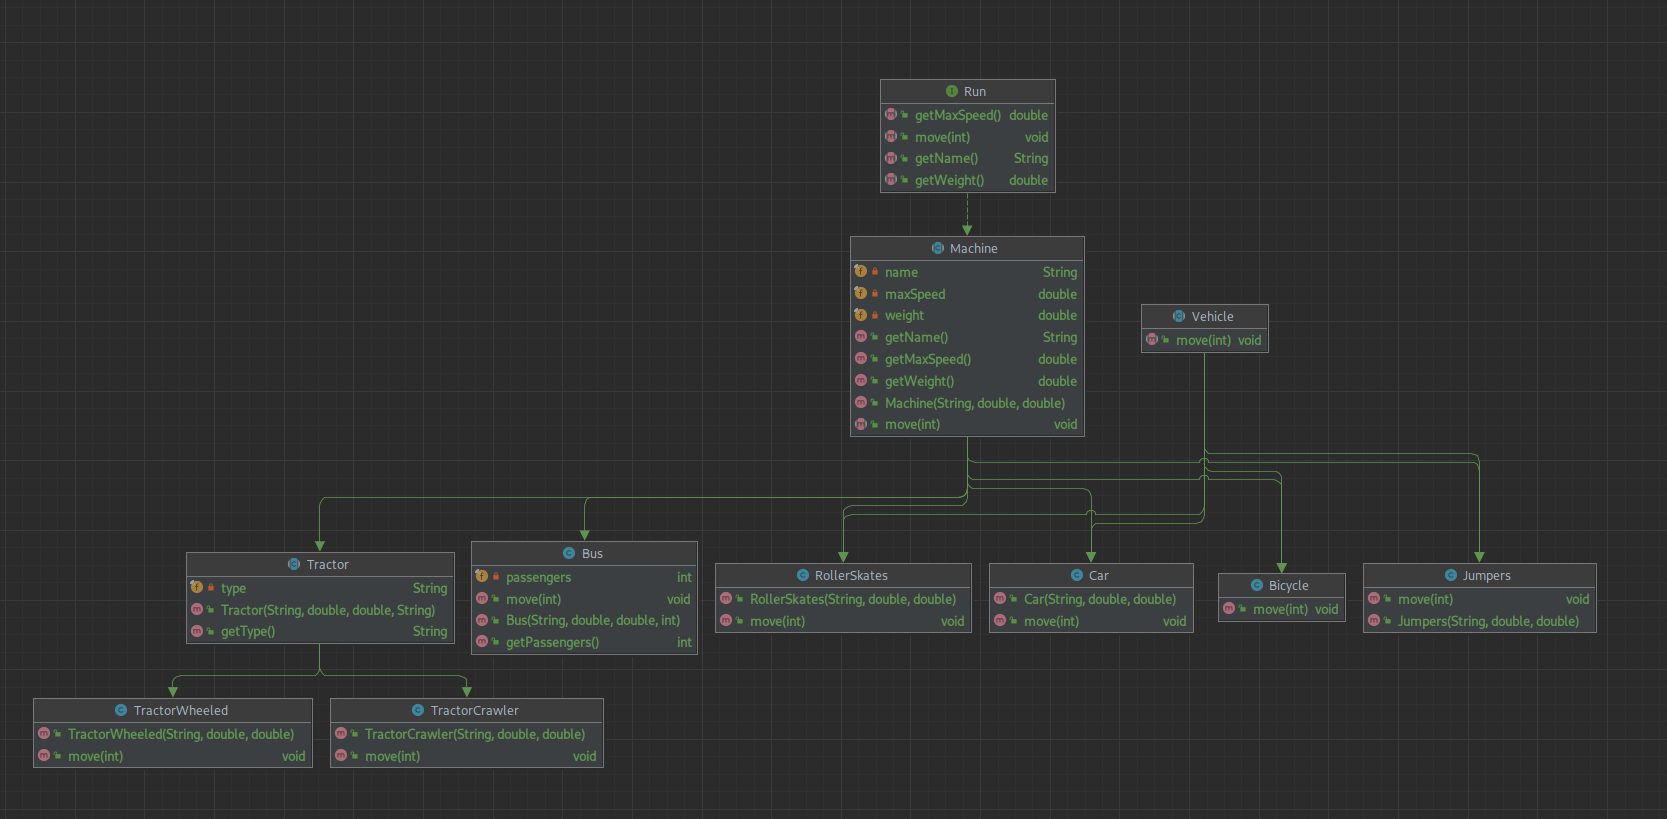 Run
getMaxSpeed() double
move(int) void
getName() String
getWeight() double
Machine
name String
maxSpeed double
weight double
getName() String
getMaxSpeed() double
getWeight() double
Machine(String, double, double)
move(int) void
Vehicle
move(int) void
Tractor
type String
Tractor(String, double, double, String)
getType() String
Bus
passengers int
move(int) void
Bus(String, double, double, int)
getPassengers() int
RollerSkates
RollerSkates(String, double, double)
move(int) void
Car
Car(String, double, double)
move(int) void
Bicycle
move(int) void
Jumpers
move(int) void
Jumpers(String, double, double)
TractorWheeled
TractorWheeled(String, double, double)
move(int) void
TractorCrawler
TractorCrawler(String, double, double)
move(int) void